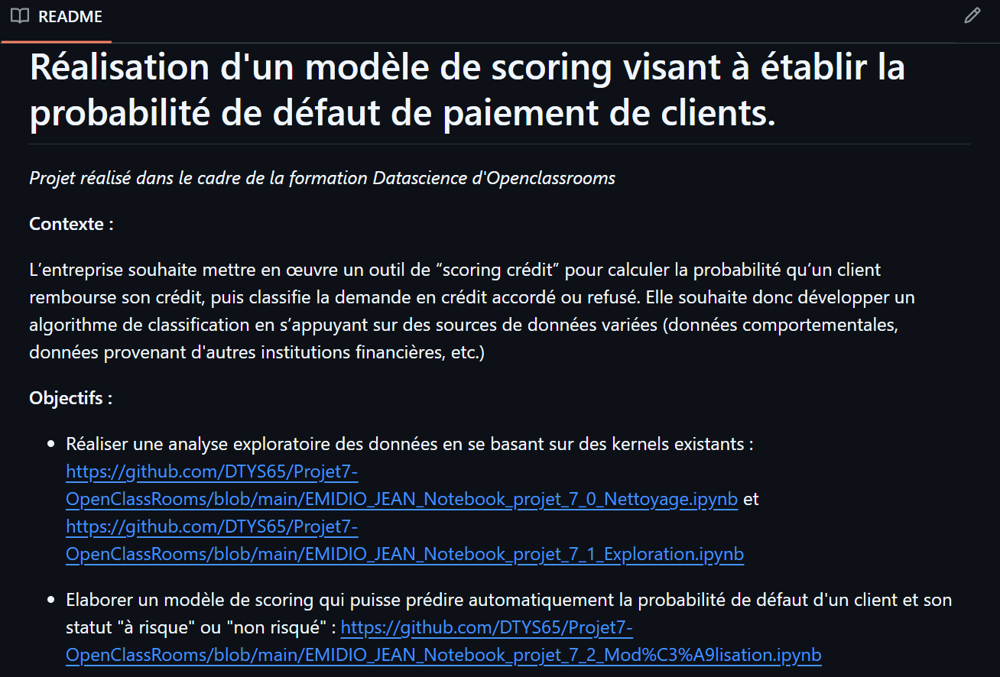 README
Réalisation d'un modèle de scoring visant à établir la
probabilité de défaut de paiement de clients.
Projet réalisé dans le cadre de la formation Datascience d'Openclassrooms
Contexte :
L’entreprise souhaite mettre en œuvre un outil de “scoring crédit” pour calculer la probabilité qu’un client
rembourse son crédit, puis classifie la demande en crédit accordé ou refusé. Elle souhaite donc développer un
algorithme de classification en s’appuyant sur des sources de données variées (données comportementales,
données provenant d'autres institutions financières, etc.)
Objectifs :
• Réaliser une analyse exploratoire des données en se basant sur des kernels existants :
https://github.com/DTYS65/Projet7-
OpenClassRooms/blob/main/EMIDIO_JEAN_Notebook_projet_7_0_Nettoyage.ipynb et
https://github.com/DTYS65/Projet7-
OpenClassRooms/blob/main/EMIDIO_JEAN_Notebook_projet_7_1_Exploration.ipynb
• Elaborer un modèle de scoring qui puisse prédire automatiquement la probabilité de défaut d'un client et son
statut "à risque" ou "non risqué" : https://github.com/DTYS65/Projet7-
OpenClassRooms/blob/main/EMIDIO_JEAN_Notebook_projet_7_2_Mod%C3%A9lisation.ipynb